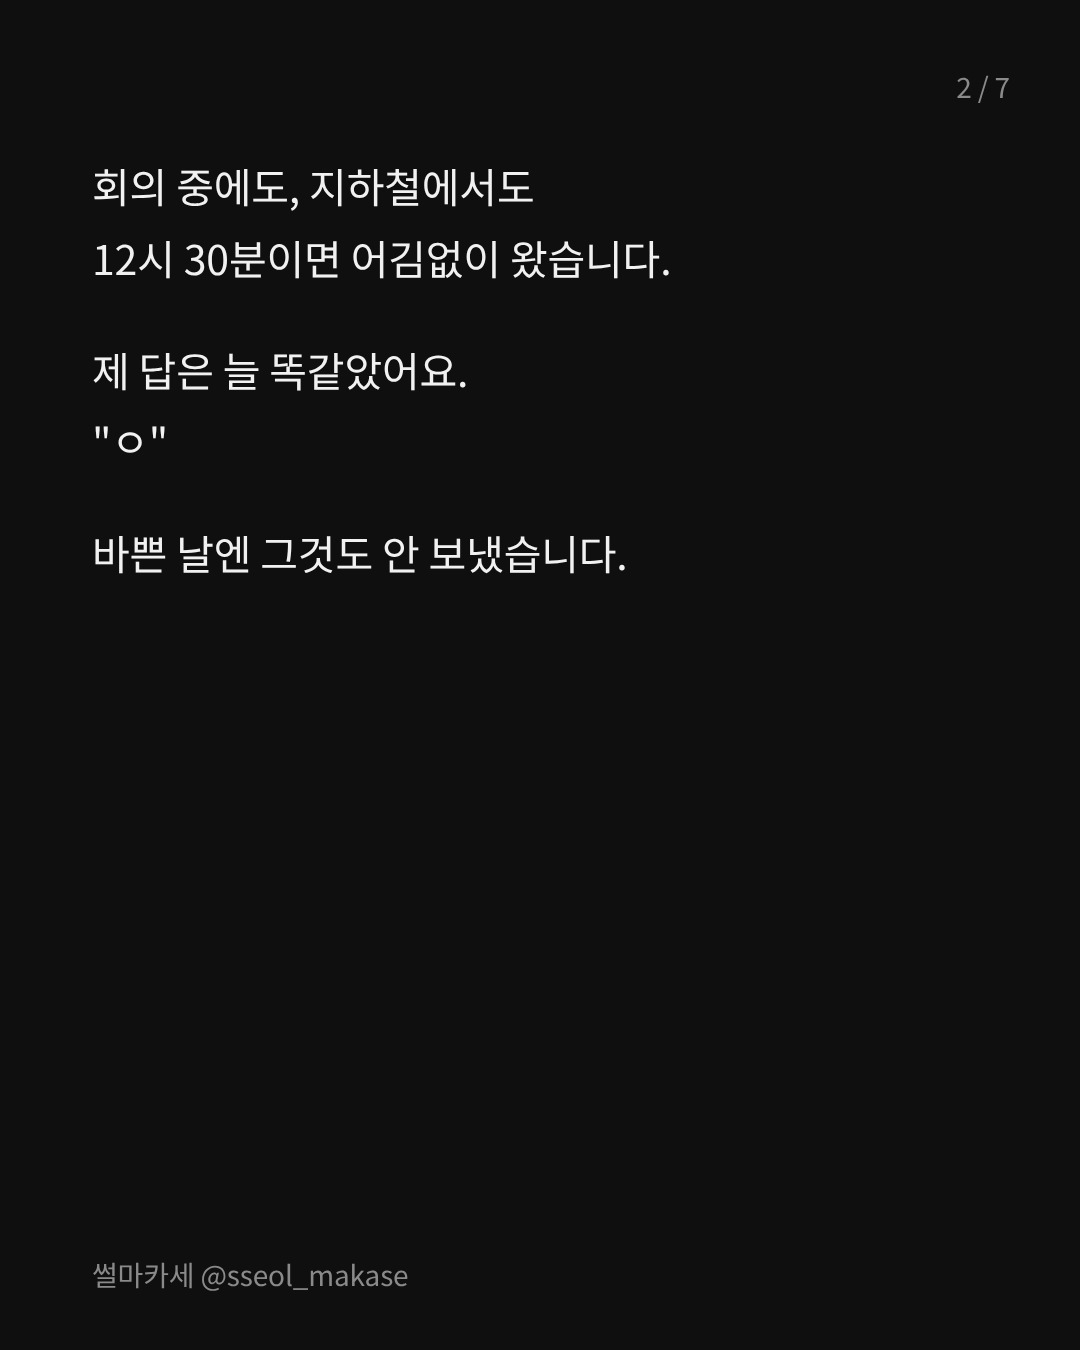 2 / 7
회의 중에도, 지하철에서도
12시 30분이면 어김없이 왔습니다.
제 답은 늘 똑같았어요.
"ㅇ"
바쁜 날엔 그것도 안 보냈습니다.
썰마카세 @sseol_makase